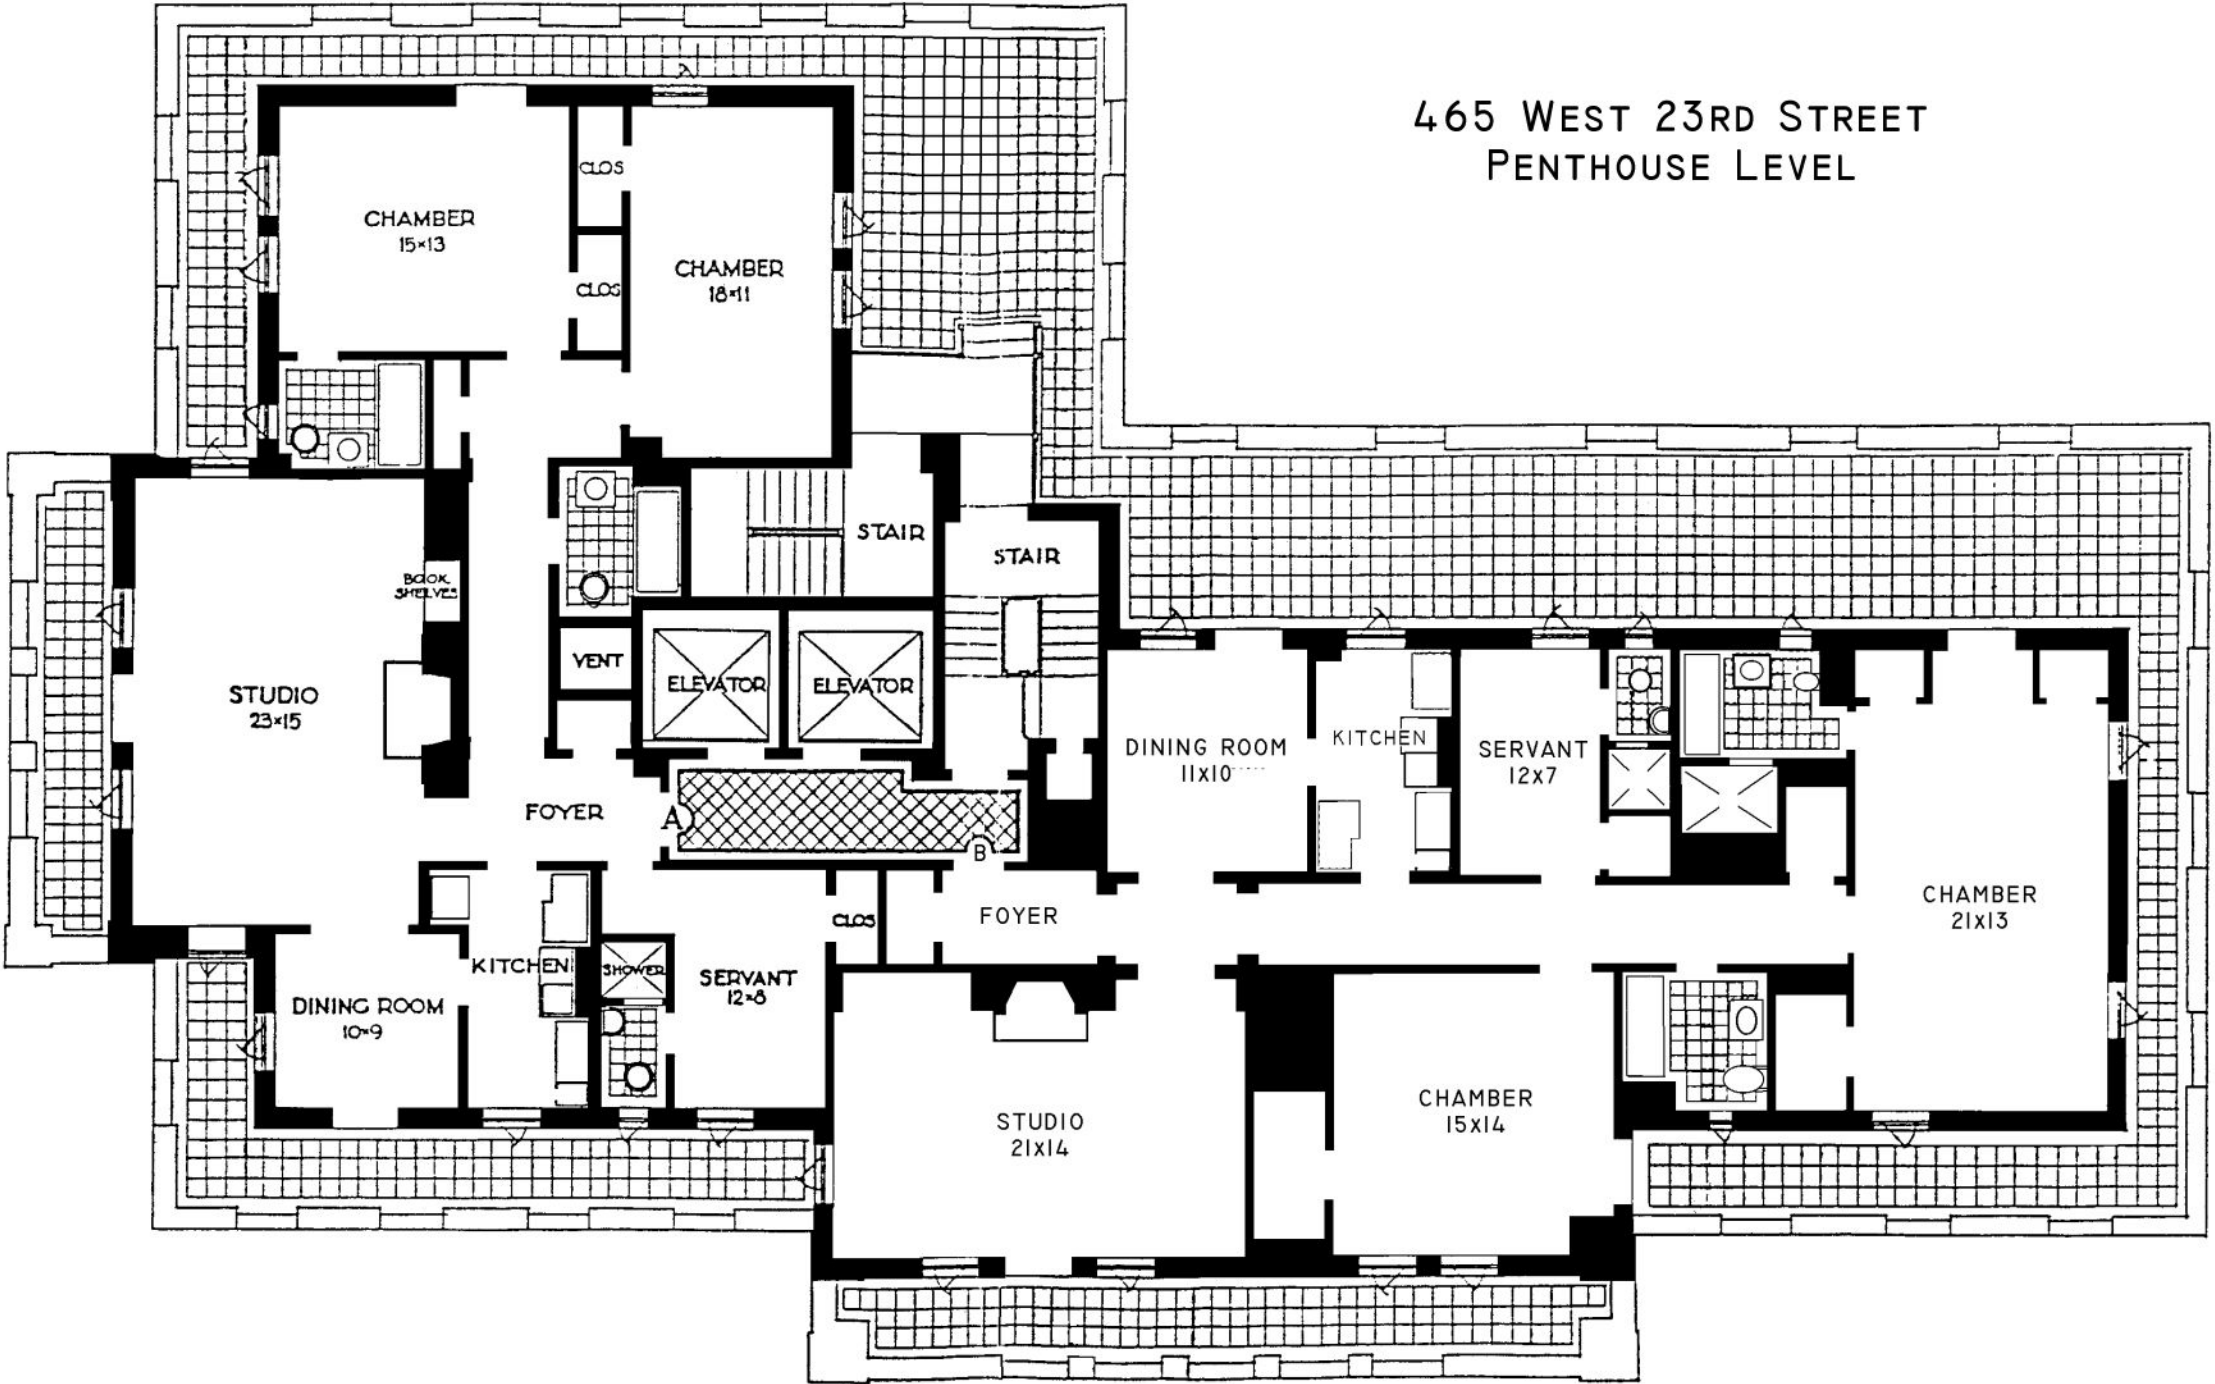 465 WEST 23RD STREET
PENTHOUSE LEVEL
CLOS
CHAMBER
15×13
CHAMBER
18×11
CLOS
STAIR
STAIR
BOOK
SHELVES
VENT
ELEVATOR
ELEVATOR
STUDIO
23×15
DINING ROOM
11x10
KITCHEN
SERVANT
12x7
FOYER
A
B
CHAMBER
21x13
FOYER
CLOS
KITCHEN
SHOWER
SERVANT
12×8
DINING ROOM
10×9
STUDIO
21x14
CHAMBER
15x14